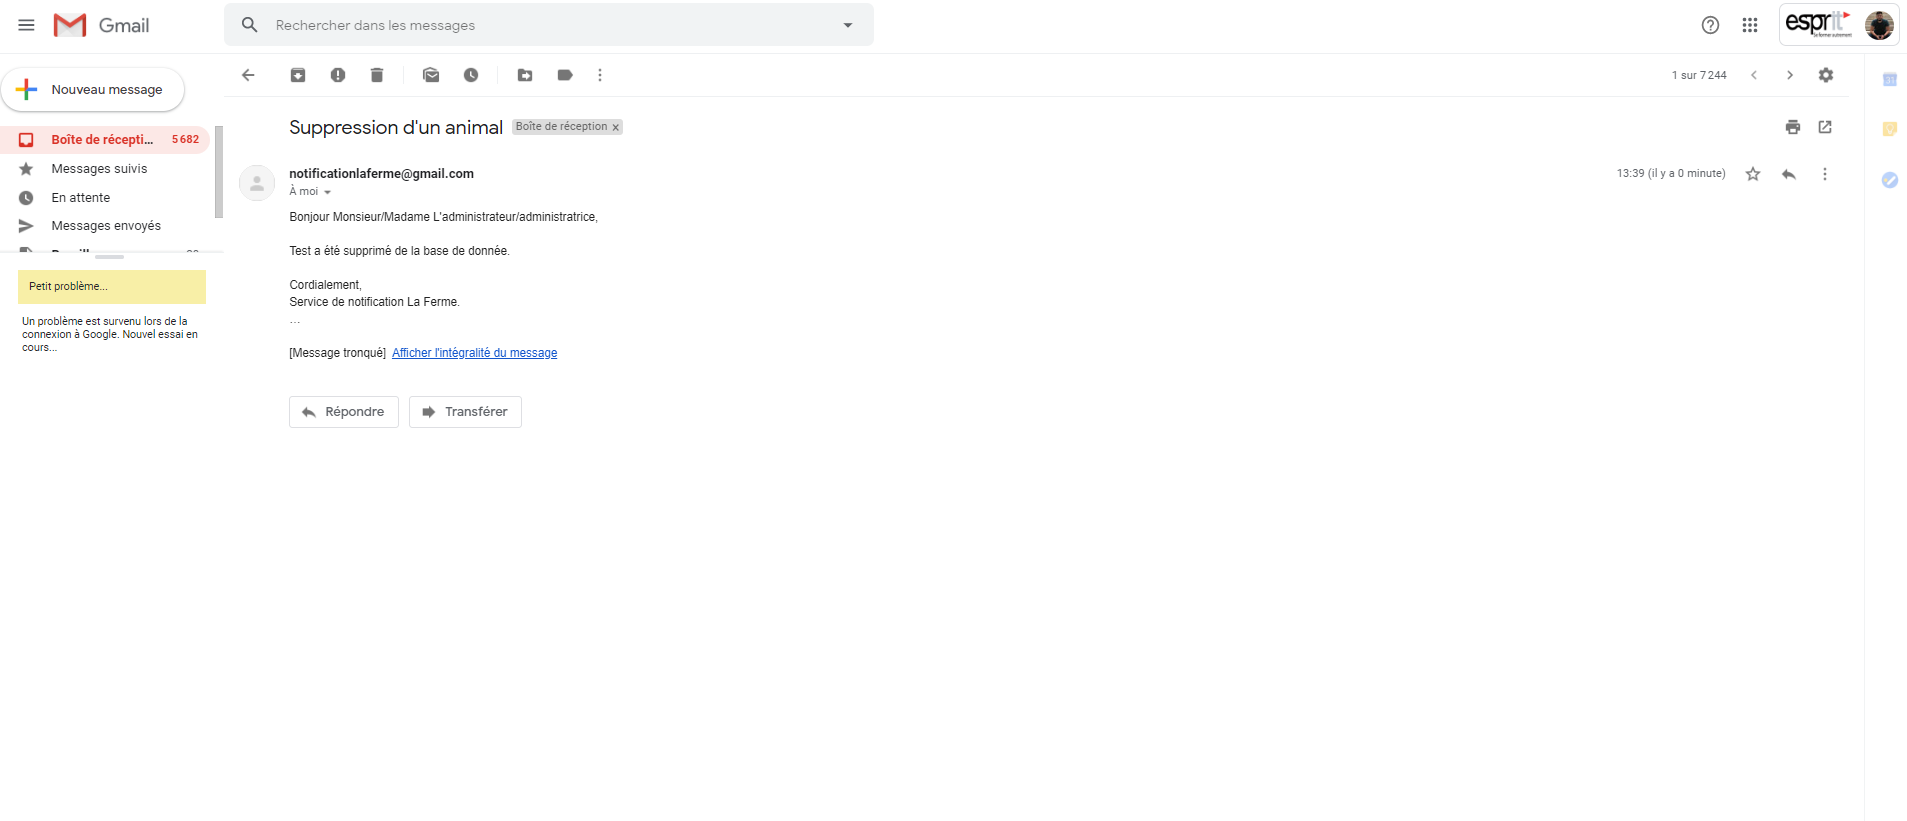 Gmail
Rechercher dans les messages
esprit
Se former autrement
Nouveau message
1 sur 7 244
Boîte de récepti... 5 682
Messages suivis
En attente
Messages envoyés
Petit problème...
Un problème est survenu lors de la
connexion à Google. Nouvel essai en
cours...
Suppression d'un animal Boîte de réception x
notificationlaferme@gmail.com
13:39 (il y a 0 minute)
À moi
Bonjour Monsieur/Madame L'administrateur/administratrice,
Test a été supprimé de la base de donnée.
Cordialement,
Service de notification La Ferme.
...
[Message tronqué] Afficher l'intégralité du message
Répondre
Transférer
31